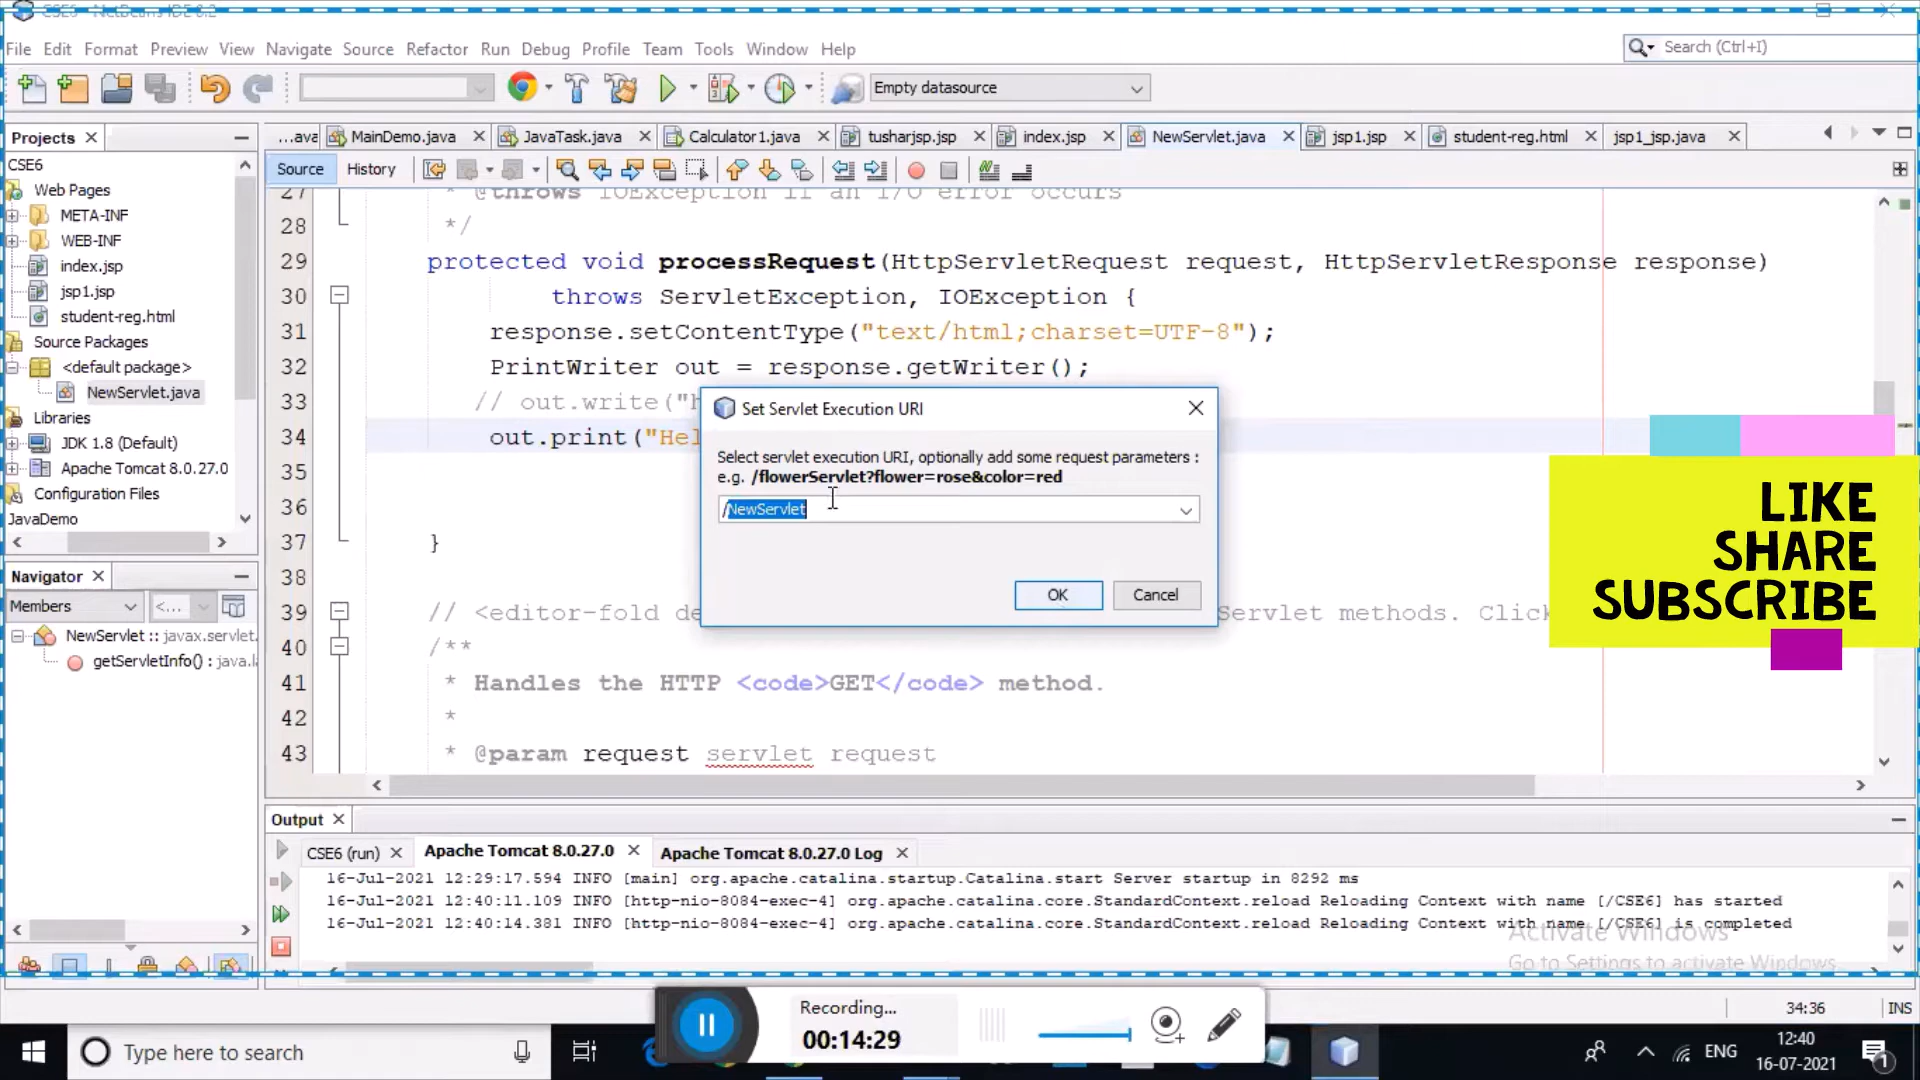 CSE6 - NetBeans IDE 8.2
File Edit Format Preview View Navigate Source Refactor Run Debug Profile Team Tools Window Help
Search (Ctrl+I)
Empty datasource
Projects
...ava MainDemo.java JavaTask.java Calculator1.java tusharjsp.jsp index.jsp NewServlet.java jsp1.jsp student-reg.html jsp1_jsp.java
Source History
CSE6
Web Pages
META-INF
WEB-INF
index.jsp
jsp1.jsp
student-reg.html
Source Packages
<default package>
NewServlet.java
Libraries
JDK 1.8 (Default)
Apache Tomcat 8.0.27.0
Configuration Files
JavaDemo
Navigator
Members <...
NewServlet :: javax.servlet.
getServletInfo() : java.l
27 * @throws IOException if an I/O error occurs
28 */
29 protected void processRequest(HttpServletRequest request, HttpServletResponse response)
30 throws ServletException, IOException {
31 response.setContentType("text/html;charset=UTF-8");
32 PrintWriter out = response.getWriter();
33 // out.write("h
34 out.print("Hel
35
36
37 }
38
39 // <editor-fold de Servlet methods. Click
40 /**
41 * Handles the HTTP <code>GET</code> method.
42 *
43 * @param request servlet request
Set Servlet Execution URI
Select servlet execution URI, optionally add some request parameters :
e.g. /flowerServlet?flower=rose&color=red
/NewServlet
OK Cancel
LIKE
SHARE
SUBSCRIBE
Output
CSE6 (run) Apache Tomcat 8.0.27.0 Apache Tomcat 8.0.27.0 Log
16-Jul-2021 12:29:17.594 INFO [main] org.apache.catalina.startup.Catalina.start Server startup in 8292 ms
16-Jul-2021 12:40:11.109 INFO [http-nio-8084-exec-4] org.apache.catalina.core.StandardContext.reload Reloading Context with name [/CSE6] has started
16-Jul-2021 12:40:14.381 INFO [http-nio-8084-exec-4] org.apache.catalina.core.StandardContext.reload Reloading Context with name [/CSE6] is completed
Activate Windows
Go to Settings to activate Windows.
34:36 INS
Recording...
00:14:29
Type here to search
ENG
12:40
16-07-2021
1